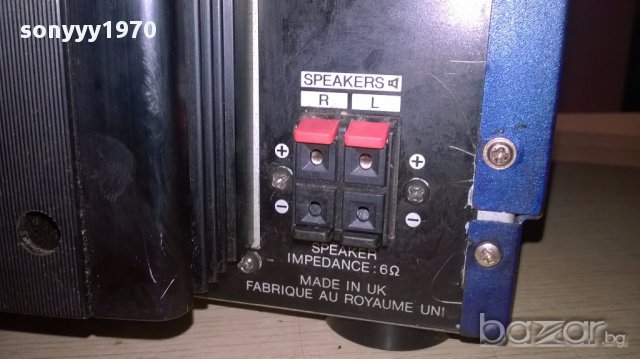 sonyyy1970
SPEAKERS
R L
+ +
− −
SPEAKER
IMPEDANCE : 6Ω
MADE IN UK
FABRIQUE AU ROYAUME UNI
bazar.bg